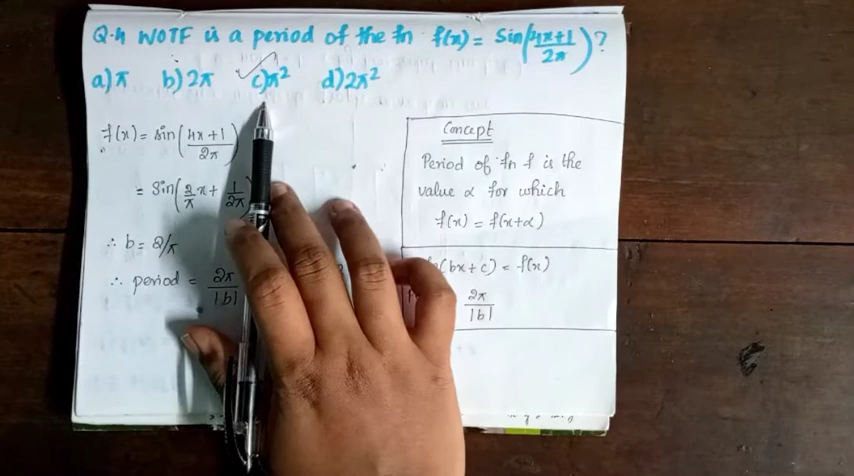 Q.4 WOTF is a period of the fn f(x) = Sin(4x+1/2π)?
a) π b) 2π c) π² d) 2π²
f(x) = sin(4x+1/2π)
= Sin(2/π x + 1/2π)
∴ b = 2/π
∴ period = 2π/|b|
Concept
Period of fn f is the
value α for which
f(x) = f(x+α)
(bx+c) = f(x)
2π/|b|